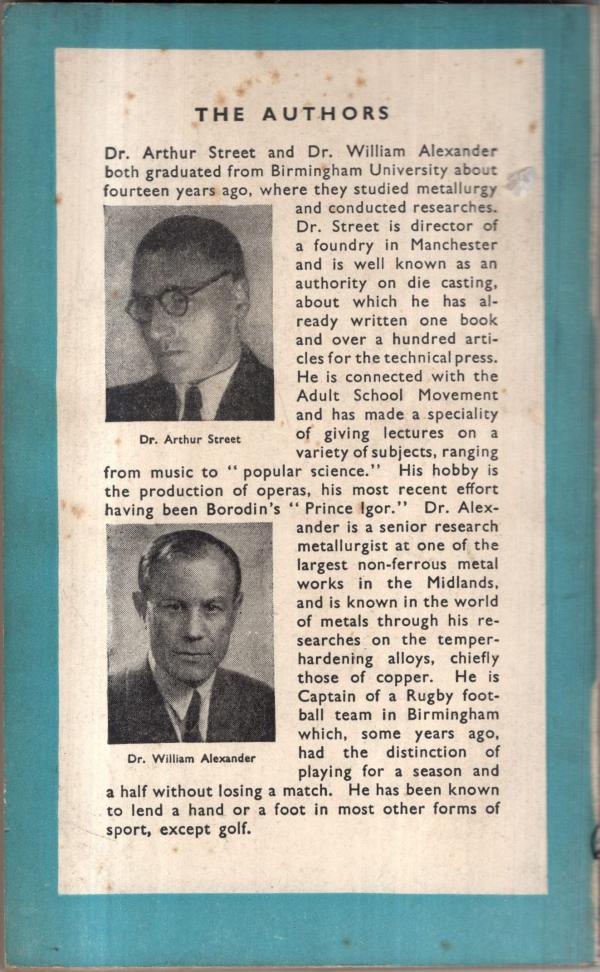 THE AUTHORS
Dr. Arthur Street and Dr. William Alexander
both graduated from Birmingham University about
fourteen years ago, where they studied metallurgy
and conducted researches.
Dr. Street is director of
a foundry in Manchester
and is well known as an
authority on die casting,
about which he has al-
ready written one book
and over a hundred arti-
cles for the technical press.
He is connected with the
Adult School Movement
and has made a speciality
of giving lectures on a
variety of subjects, ranging
Dr. Arthur Street
from music to “ popular science.” His hobby is
the production of operas, his most recent effort
having been Borodin's “ Prince Igor.” Dr. Alex-
ander is a senior research
metallurgist at one of the
largest non-ferrous metal
works in the Midlands,
and is known in the world
of metals through his re-
searches on the temper-
hardening alloys, chiefly
those of copper. He is
Captain of a Rugby foot-
ball team in Birmingham
which, some years ago,
had the distinction of
playing for a season and
Dr. William Alexander
a half without losing a match. He has been known
to lend a hand or a foot in most other forms of
sport, except golf.